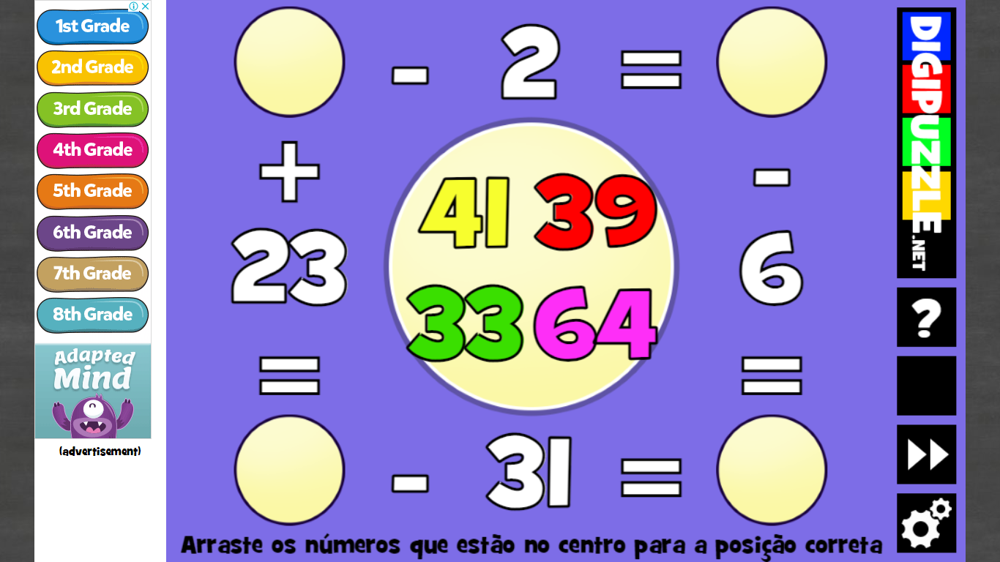 1st Grade
2nd Grade
3rd Grade
4th Grade
5th Grade
6th Grade
7th Grade
8th Grade
Adapted
Mind
(advertisement)
- 2 =
+ -
41 39
23 6
33 64
= =
- 31 =
Arraste os números que estão no centro para a posição correta
DIGIPUZZLE.NET
?